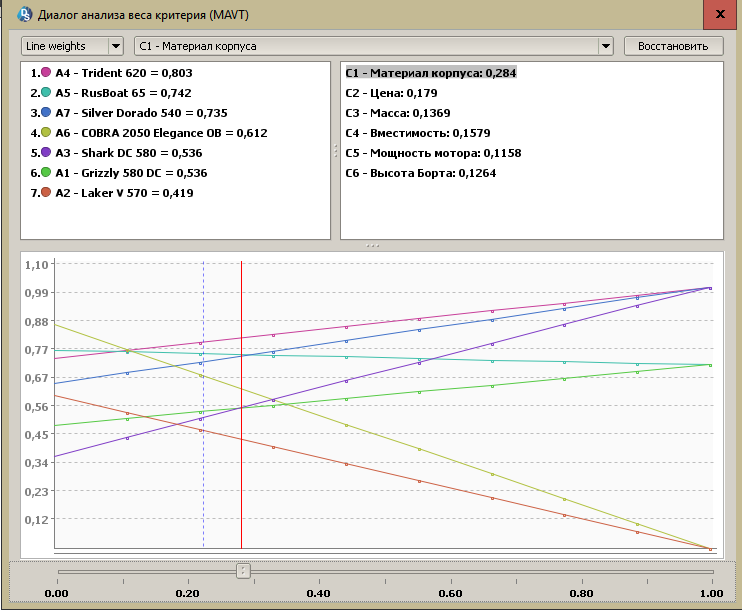 Диалог анализа веса критерия (MAVT)
x
Line weights
C1 - Материал корпуса
Восстановить
1. A4 - Trident 620 = 0,803
2. A5 - RusBoat 65 = 0,742
3. A7 - Silver Dorado 540 = 0,735
4. A6 - COBRA 2050 Elegance OB = 0,612
5. A3 - Shark DC 580 = 0,536
6. A1 - Grizzly 580 DC = 0,536
7. A2 - Laker V 570 = 0,419
C1 - Материал корпуса: 0,284
C2 - Цена: 0,179
C3 - Масса: 0,1369
C4 - Вместимость: 0,1579
C5 - Мощность мотора: 0,1158
C6 - Высота Борта: 0,1264
1,10
0,99
0,88
0,77
0,67
0,56
0,45
0,34
0,23
0,12
0.00 0.20 0.40 0.60 0.80 1.00